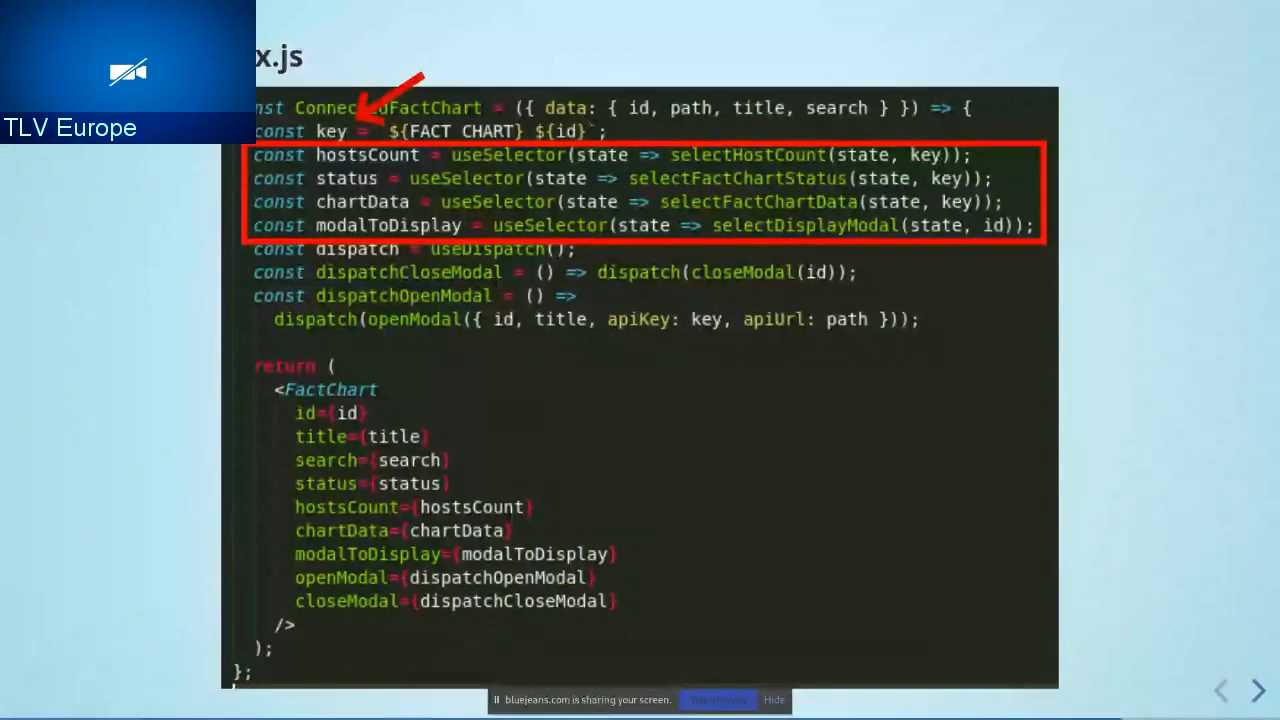 x.js
TLV Europe
nst Connec edFactChart = ({ data: { id, path, title, search } }) => {
const key = `${FACT_CHART}_${id}`;
const hostsCount = useSelector(state => selectHostCount(state, key));
const status = useSelector(state => selectFactChartStatus(state, key));
const chartData = useSelector(state => selectFactChartData(state, key));
const modalToDisplay = useSelector(state => selectDisplayModal(state, id));
const dispatch = useDispatch();
const dispatchCloseModal = () => dispatch(closeModal(id));
const dispatchOpenModal = () =>
dispatch(openModal({ id, title, apiKey: key, apiUrl: path }));
return (
<FactChart
id={id}
title={title}
search={search}
status={status}
hostsCount={hostsCount}
chartData={chartData}
modalToDisplay={modalToDisplay}
openModal={dispatchOpenModal}
closeModal={dispatchCloseModal}
/>
);
};
bluejeans.com is sharing your screen. Hide